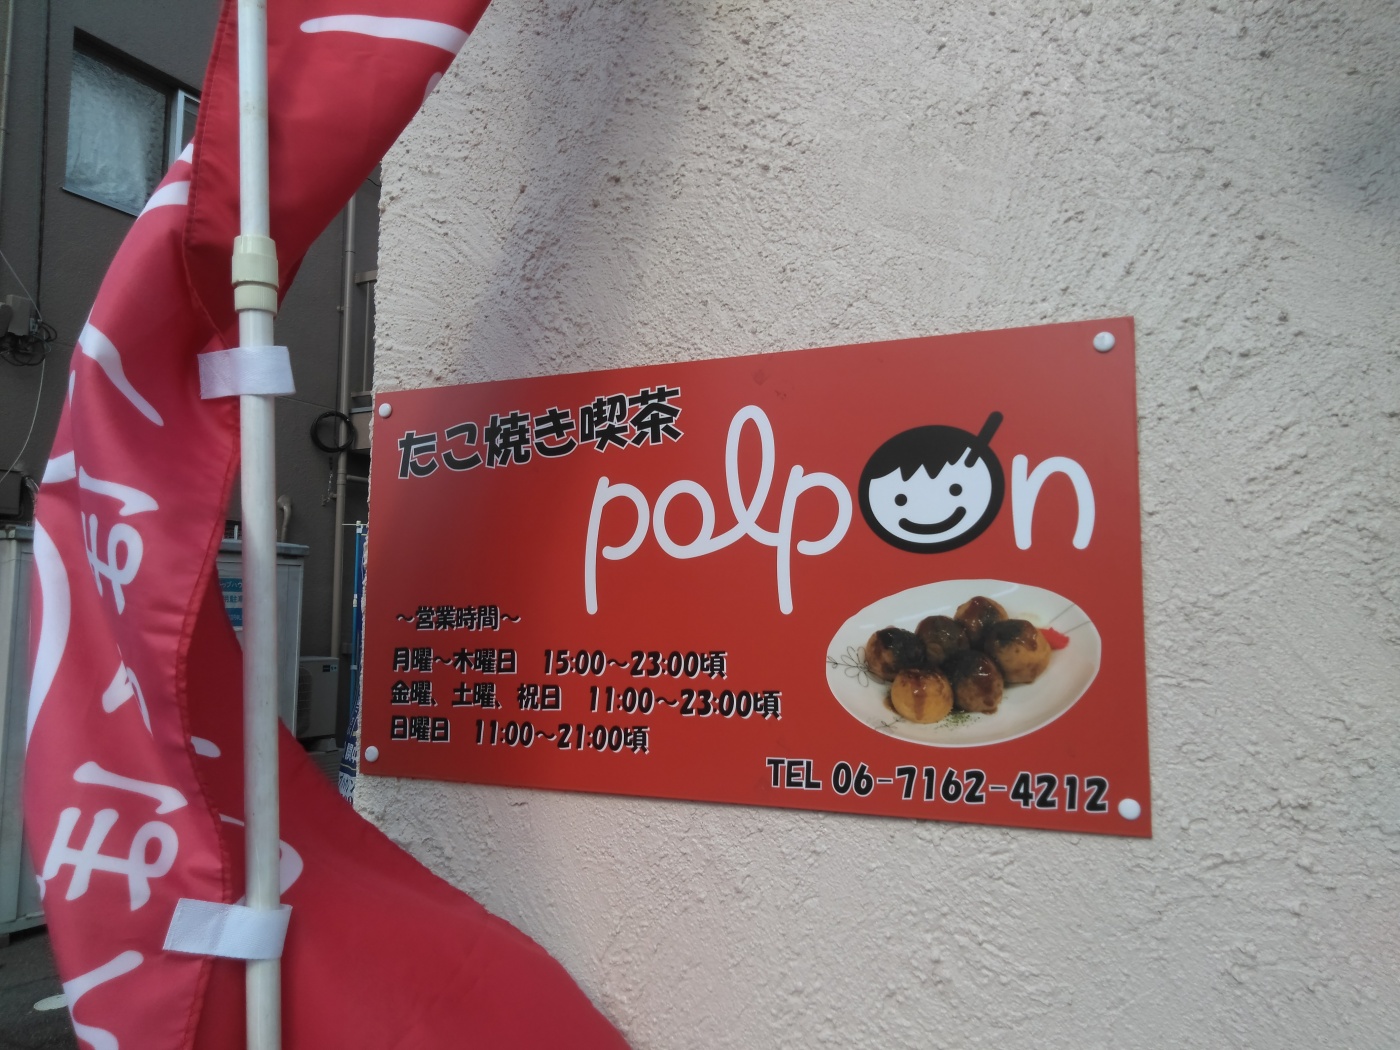 たこ焼き喫茶
polpon
～営業時間～
月曜～木曜日 15:00～23:00頃
金曜、土曜、祝日 11:00～23:00頃
日曜日 11:00～21:00頃
TEL 06-7162-4212